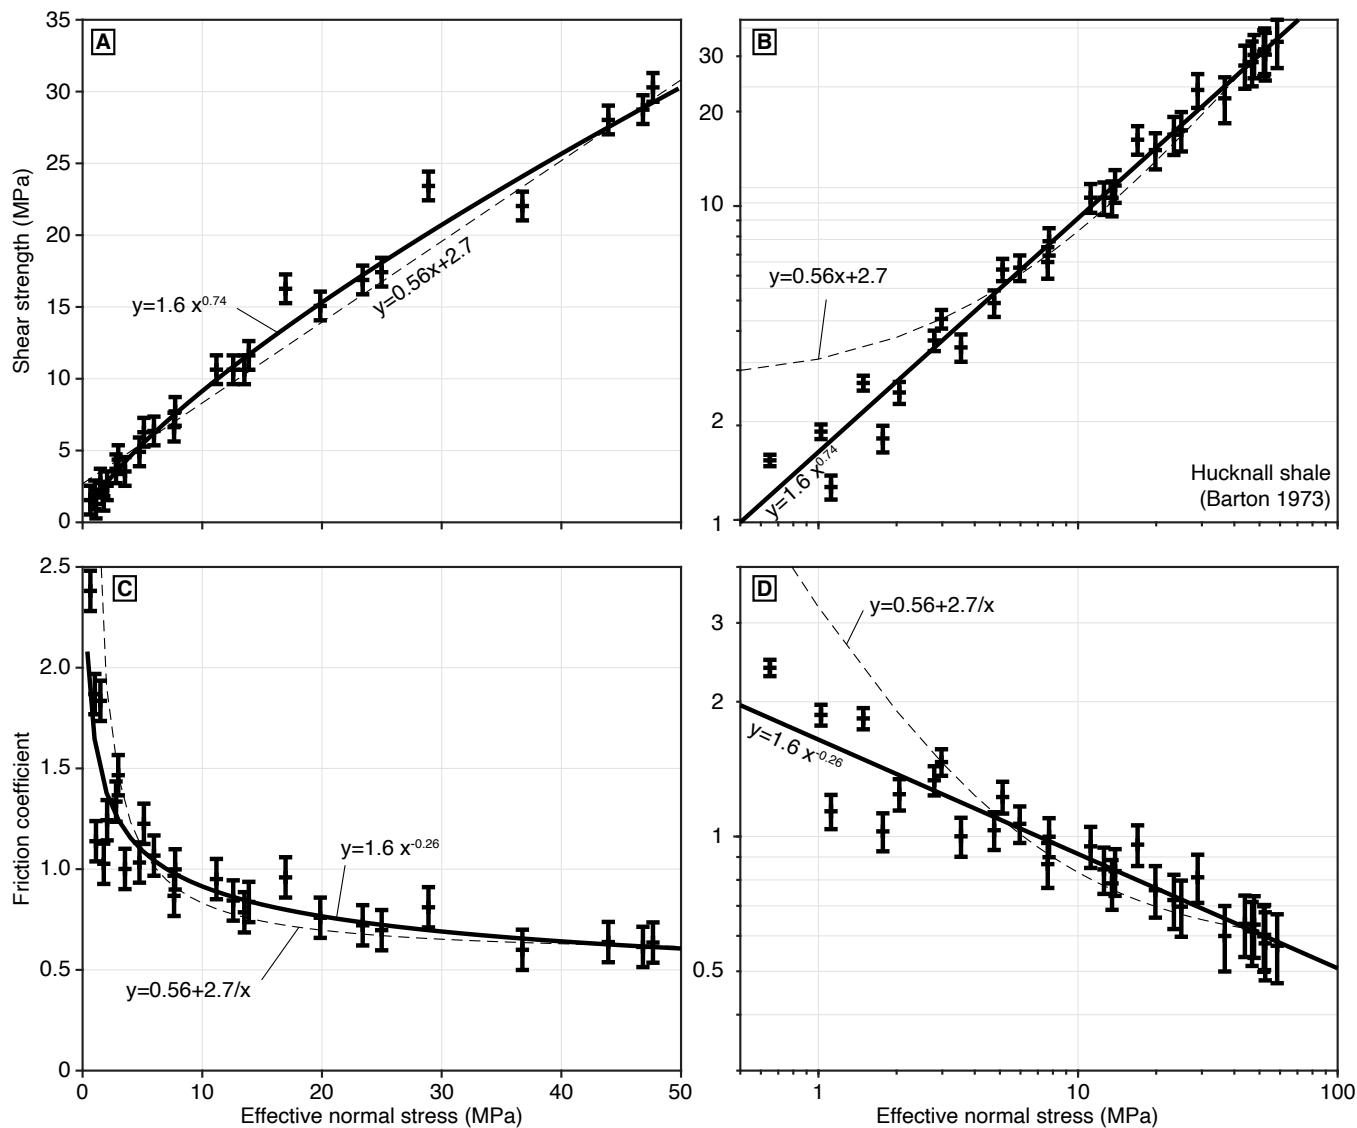 A
35
30
25
20
15
10
5
0
Shear strength (MPa)
y=1.6 x^0.74
y=0.56x+2.7
B
30
20
10
2
1
y=0.56x+2.7
y=1.6 x^0.74
Hucknall shale
(Barton 1973)
C
2.5
2.0
1.5
1.0
0.5
0
Friction coefficient
y=1.6 x^-0.26
y=0.56+2.7/x
0 10 20 30 40 50
Effective normal stress (MPa)
D
3
2
1
0.5
y=0.56+2.7/x
y=1.6 x^-0.26
1 10 100
Effective normal stress (MPa)